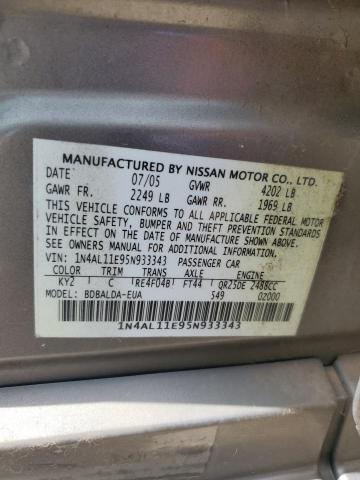 MANUFACTURED BY NISSAN MOTOR CO., LTD.
DATE 07/05 GVWR 4202 LB
GAWR FR. 2249 LB GAWR RR. 1969 LB
THIS VEHICLE CONFORMS TO ALL APPLICABLE FEDERAL MOTOR
VEHICLE SAFETY, BUMPER AND THEFT PREVENTION STANDARDS
IN EFFECT ON THE DATE OF MANUFACTURE SHOWN ABOVE.
SEE OWNERS MANUAL ALSO.
VIN: 1N4AL11E95N933343 PASSENGER CAR
COLOR TRIM TRANS AXLE ENGINE
KY2 C RE4F04B FT44 QR25DE 2488CC
MODEL: BDBALDA-EUA 549 02000
1N4AL11E95N933343